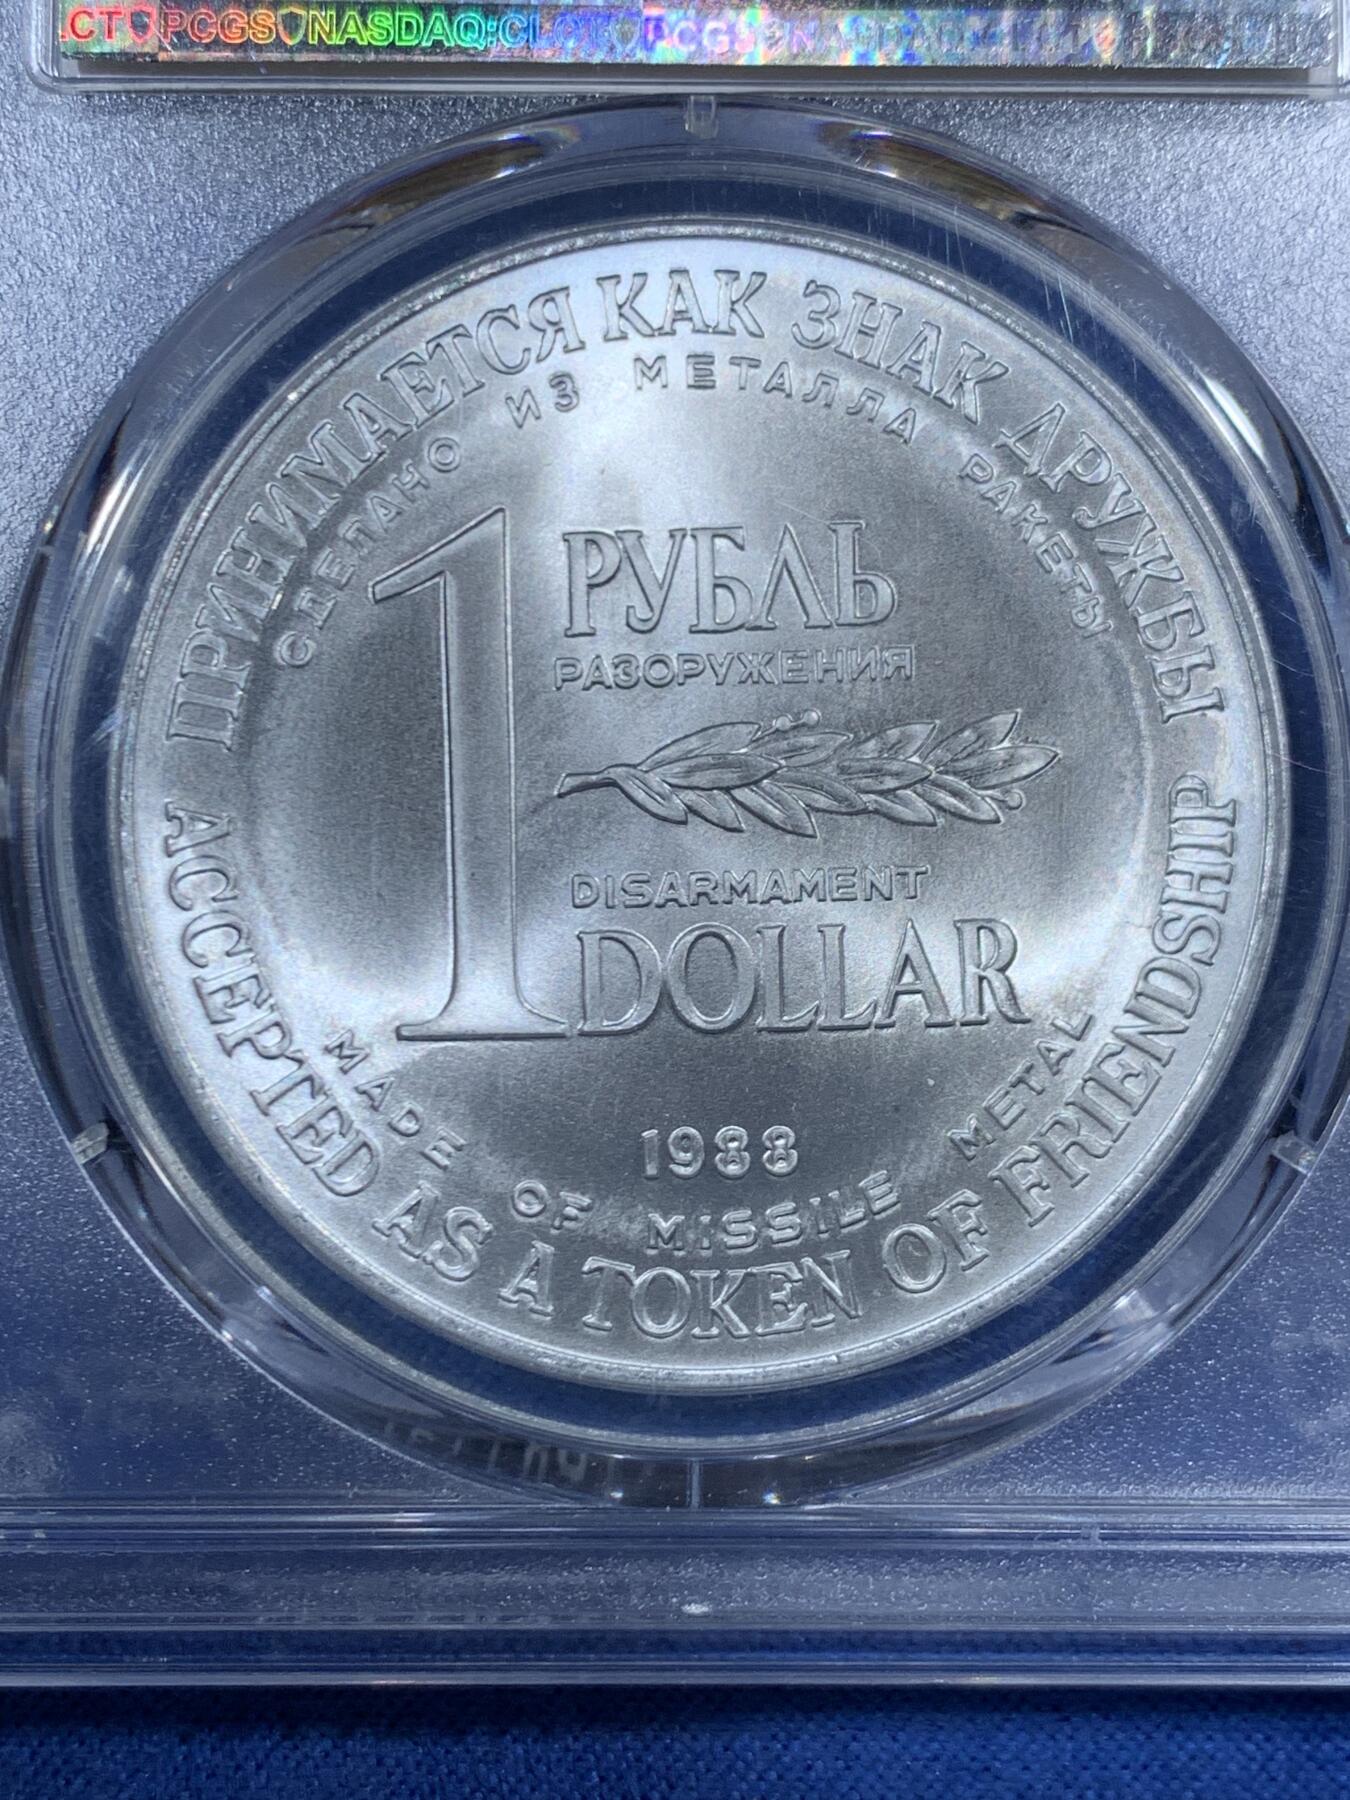 PCGS NASDAQ:CLCT PCGS
ПРИНИМАЕТСЯ КАК ЗНАК ДРУЖБЫ
СДЕЛАНО ИЗ МЕТАЛЛА РАКЕТЫ
1 РУБЛЬ
РАЗОРУЖЕНИЯ
DISARMAMENT
DOLLAR
1988
MADE OF MISSILE METAL
ACCEPTED AS A TOKEN OF FRIENDSHIP